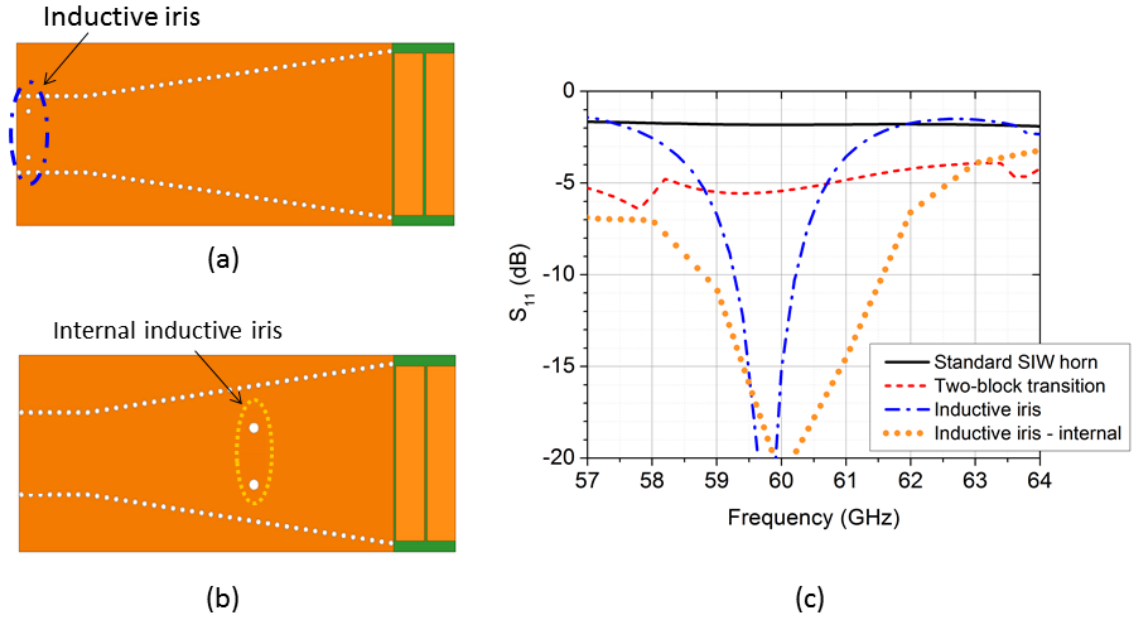 Inductive iris
(a)
Internal inductive iris
(b)
0
-5
-10
-15
-20
S11 (dB)
57 58 59 60 61 62 63 64
Frequency (GHz)
Standard SIW horn
Two-block transition
Inductive iris
Inductive iris - internal
(c)